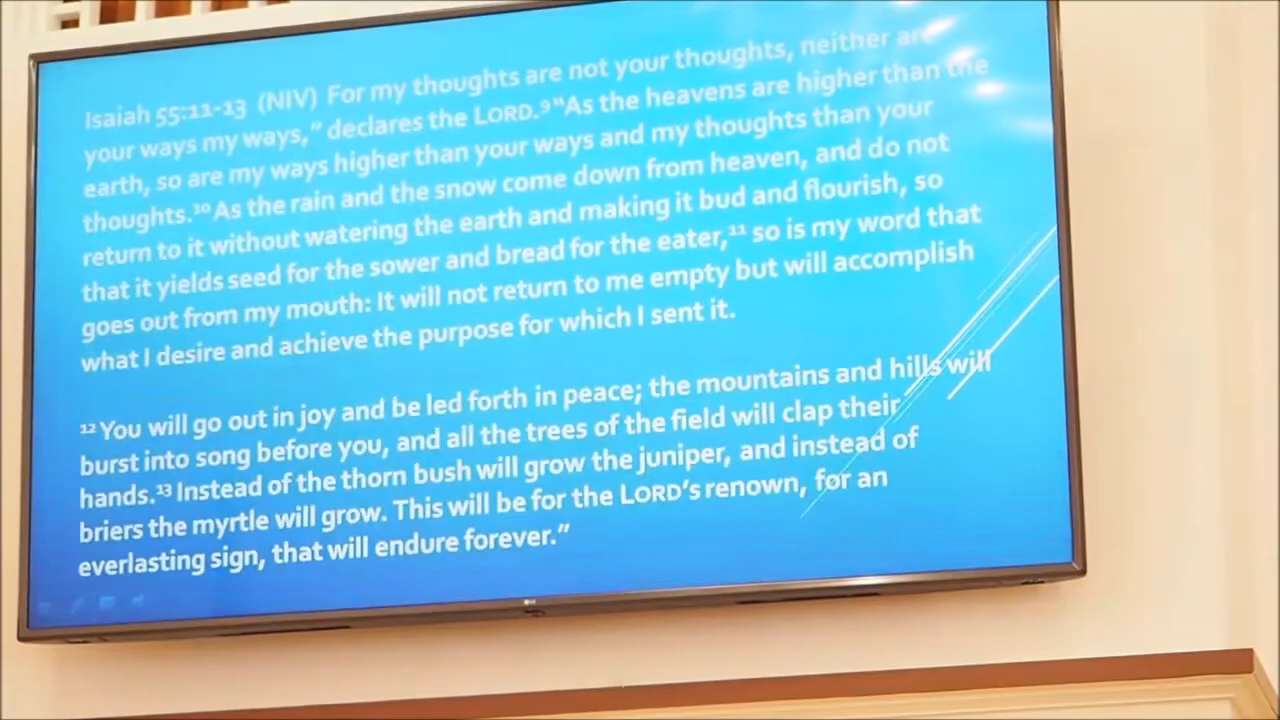 Isaiah 55:11-13 (NIV) For my thoughts are not your thoughts, neither are
your ways my ways,” declares the LORD.⁹“As the heavens are higher than the
earth, so are my ways higher than your ways and my thoughts than your
thoughts.¹⁰As the rain and the snow come down from heaven, and do not
return to it without watering the earth and making it bud and flourish, so
that it yields seed for the sower and bread for the eater,¹¹ so is my word that
goes out from my mouth: It will not return to me empty but will accomplish
what I desire and achieve the purpose for which I sent it.
¹²You will go out in joy and be led forth in peace; the mountains and hills will
burst into song before you, and all the trees of the field will clap their
hands.¹³Instead of the thorn bush will grow the juniper, and instead of
briers the myrtle will grow. This will be for the LORD’s renown, for an
everlasting sign, that will endure forever.”
LG